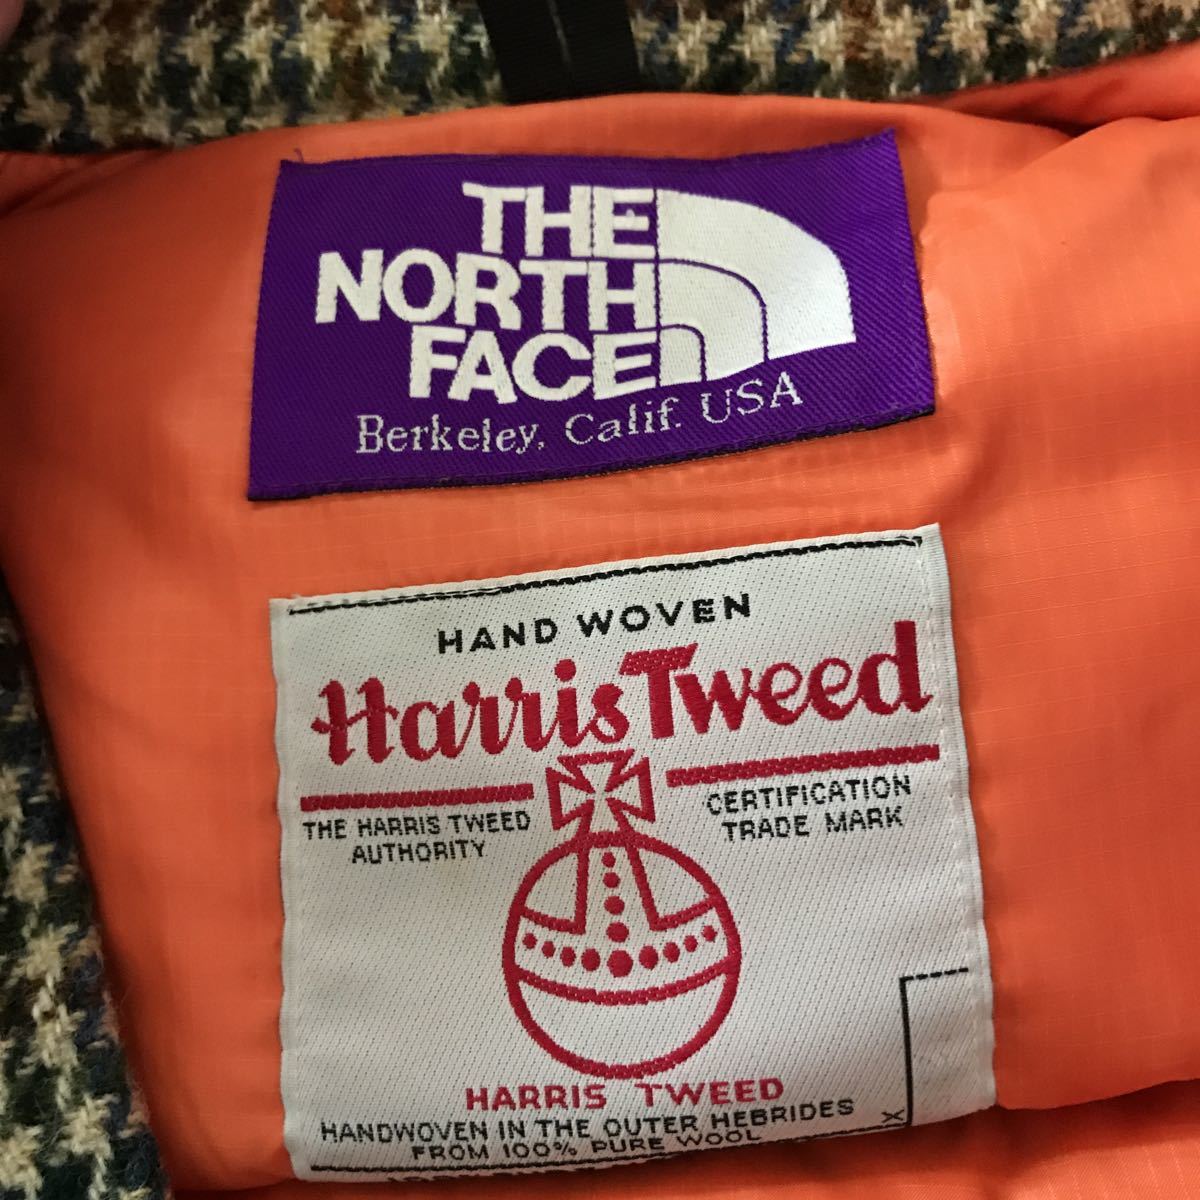 THE
NORTH
FACE
Berkeley, Calif. USA
HAND WOVEN
Harris Tweed
THE HARRIS TWEED
AUTHORITY
CERTIFICATION
TRADE MARK
HARRIS TWEED
HANDWOVEN IN THE OUTER HEBRIDES
FROM 100% PURE WOOL
X